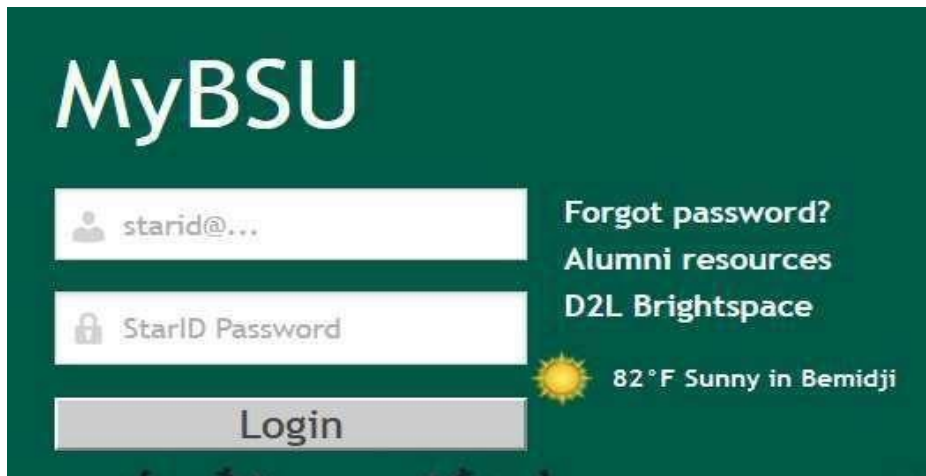 MyBSU
starid@...
StarID Password
Login
Forgot password?
Alumni resources
D2L Brightspace
82°F Sunny in Bemidji